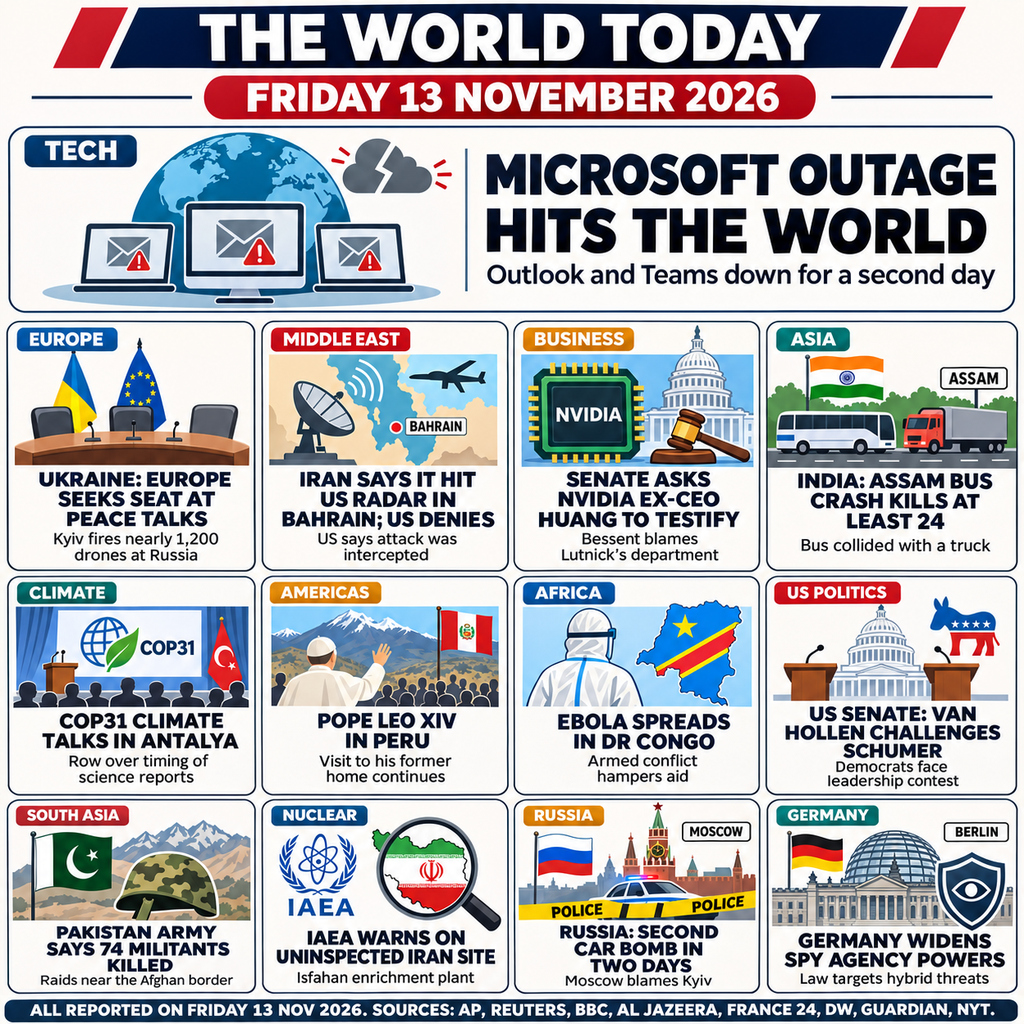 THE WORLD TODAY
FRIDAY 13 NOVEMBER 2026
TECH
MICROSOFT OUTAGE
HITS THE WORLD
Outlook and Teams down for a second day
EUROPE
UKRAINE: EUROPE
SEEKS SEAT AT
PEACE TALKS
Kyiv fires nearly 1,200
drones at Russia
MIDDLE EAST
BAHRAIN
IRAN SAYS IT HIT
US RADAR IN
BAHRAIN; US DENIES
US says attack was
intercepted
BUSINESS
NVIDIA
SENATE ASKS
NVIDIA EX-CEO
HUANG TO TESTIFY
Bessent blames
Lutnick's department
ASIA
ASSAM
INDIA: ASSAM BUS
CRASH KILLS AT
LEAST 24
Bus collided with a truck
CLIMATE
COP31
COP31 CLIMATE
TALKS IN ANTALYA
Row over timing of
science reports
AMERICAS
POPE LEO XIV
IN PERU
Visit to his former
home continues
AFRICA
EBOLA SPREADS
IN DR CONGO
Armed conflict
hampers aid
US POLITICS
US SENATE: VAN
HOLLEN CHALLENGES
SCHUMER
Democrats face
leadership contest
SOUTH ASIA
PAKISTAN ARMY
SAYS 74 MILITANTS
KILLED
Raids near the Afghan border
NUCLEAR
IAEA
IAEA WARNS ON
UNINSPECTED IRAN SITE
Isfahan enrichment plant
RUSSIA
MOSCOW
POLICE POLICE
RUSSIA: SECOND
CAR BOMB IN
TWO DAYS
Moscow blames Kyiv
GERMANY
BERLIN
GERMANY WIDENS
SPY AGENCY POWERS
Law targets hybrid threats
ALL REPORTED ON FRIDAY 13 NOV 2026. SOURCES: AP, REUTERS, BBC, AL JAZEERA, FRANCE 24, DW, GUARDIAN, NYT.